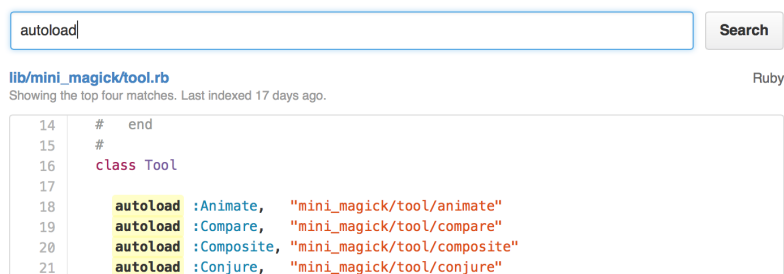 autoload Search
lib/mini_magick/tool.rb Ruby
Showing the top four matches. Last indexed 17 days ago.
14 # end
15 #
16 class Tool
17
18 autoload :Animate, "mini_magick/tool/animate"
19 autoload :Compare, "mini_magick/tool/compare"
20 autoload :Composite, "mini_magick/tool/composite"
21 autoload :Conjure, "mini_magick/tool/conjure"